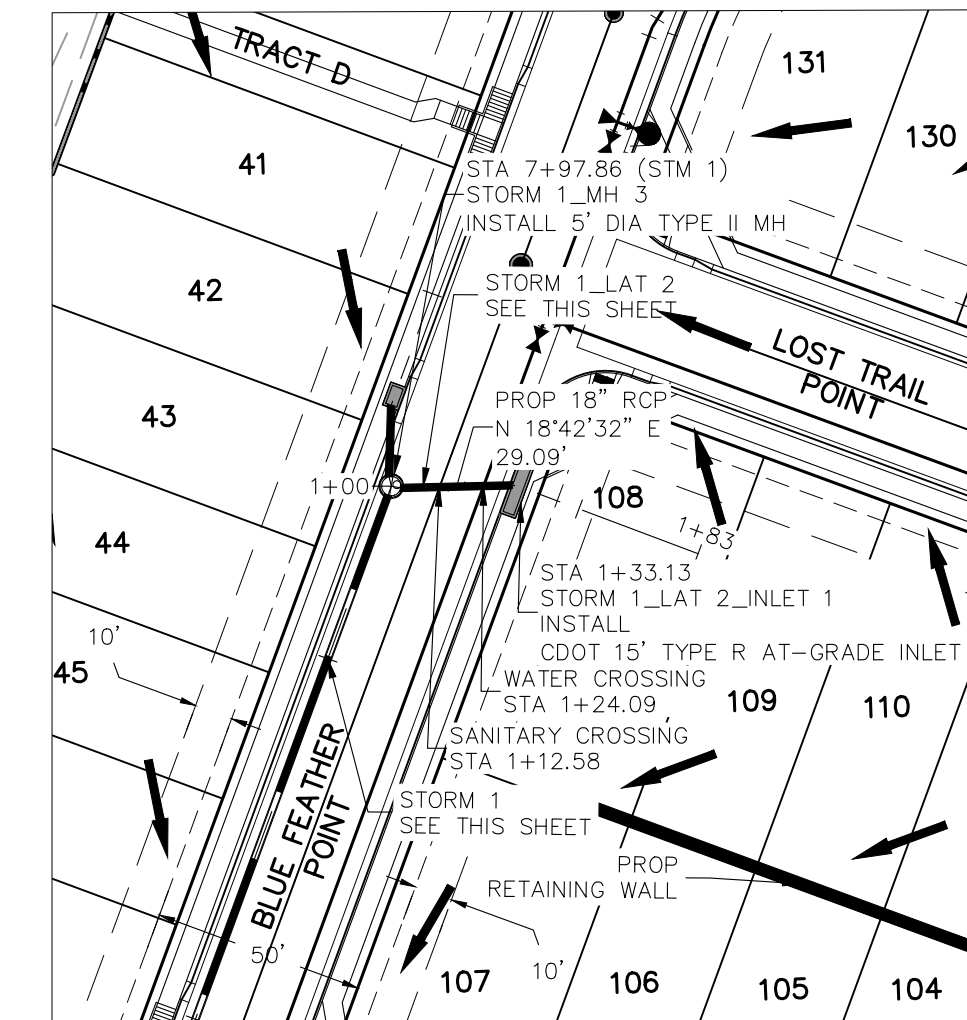 TRACT D
131
130
41
STA 7+97.86 (STM 1)
STORM 1_MH 3
INSTALL 5' DIA TYPE II MH
42
STORM 1_LAT 2
SEE THIS SHEET
LOST TRAIL
POINT
43
PROP 18" RCP
N 18°42'32" E
29.09'
1+00
108
1+83
44
STA 1+33.13
STORM 1_LAT 2_INLET 1
INSTALL
CDOT 15' TYPE R AT-GRADE INLET
10'
45
WATER CROSSING
STA 1+24.09
109
110
SANITARY CROSSING
STA 1+12.58
BLUE FEATHER
POINT
STORM 1
SEE THIS SHEET
PROP
RETAINING WALL
50'
10'
107
106
105
104